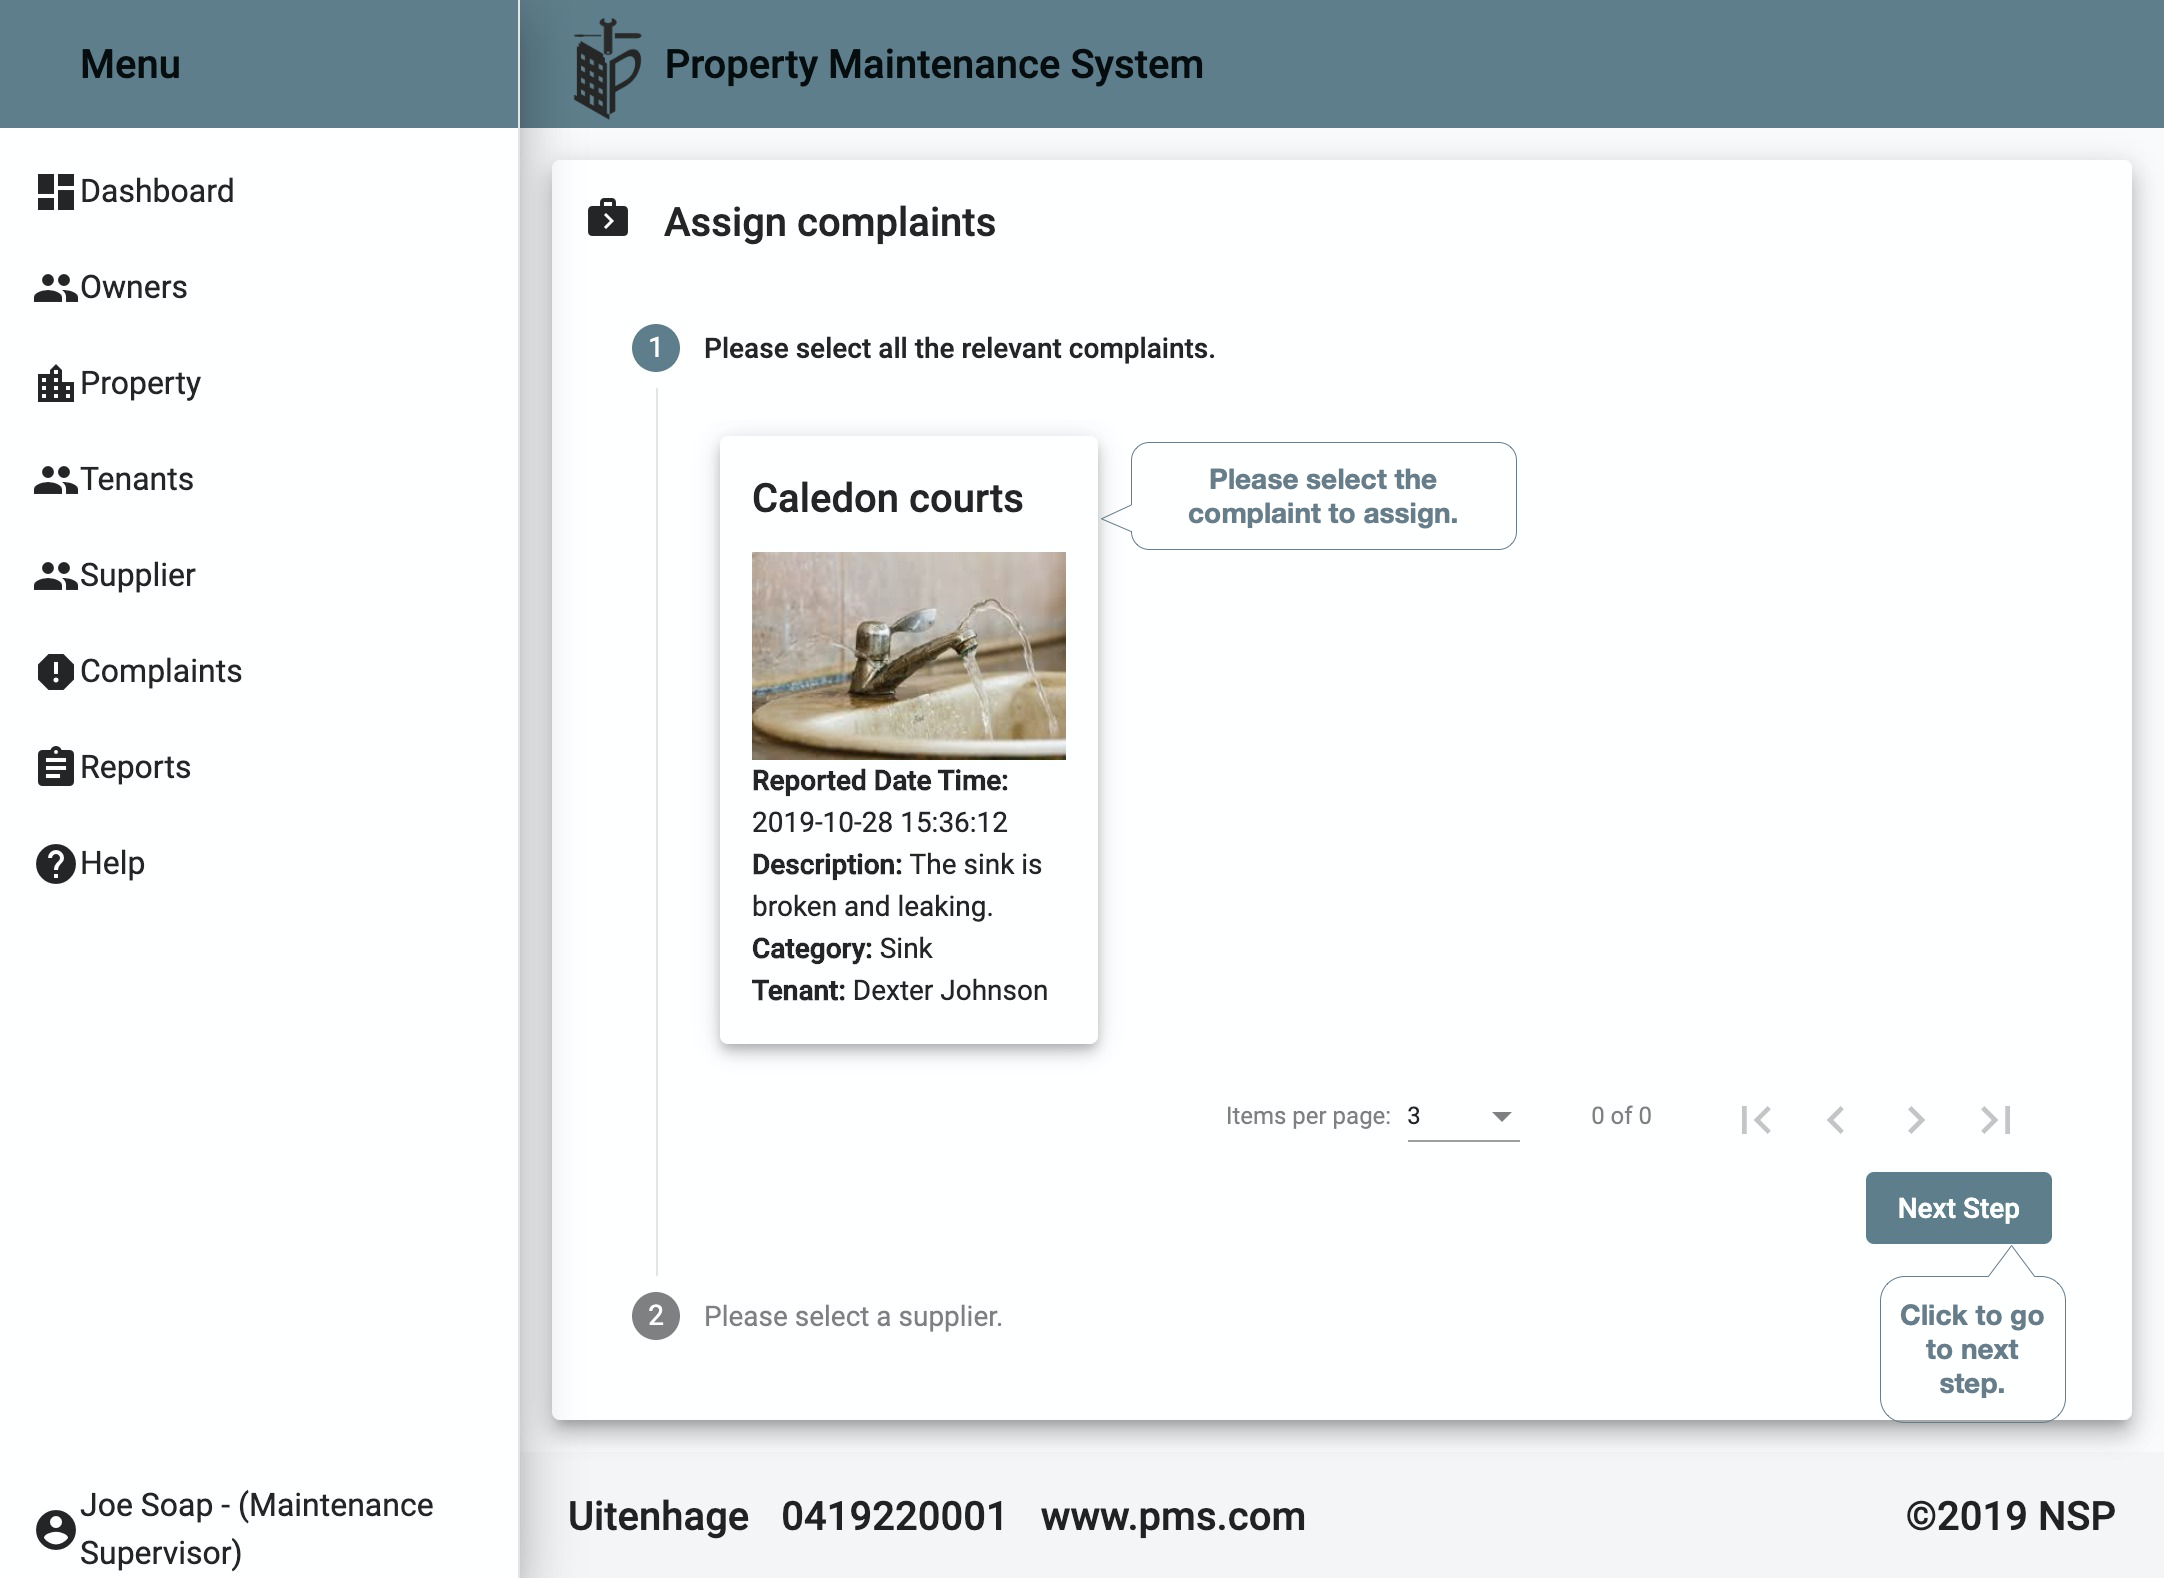 Menu
Property Maintenance System
Dashboard
Owners
Property
Tenants
Supplier
Complaints
Reports
Help
Joe Soap - (Maintenance
Supervisor)
Assign complaints
1 Please select all the relevant complaints.
Caledon courts
Reported Date Time:
2019-10-28 15:36:12
Description: The sink is
broken and leaking.
Category: Sink
Tenant: Dexter Johnson
Please select the
complaint to assign.
Items per page: 3 0 of 0
Next Step
Click to go
to next
step.
2 Please select a supplier.
Uitenhage 0419220001 www.pms.com ©2019 NSP